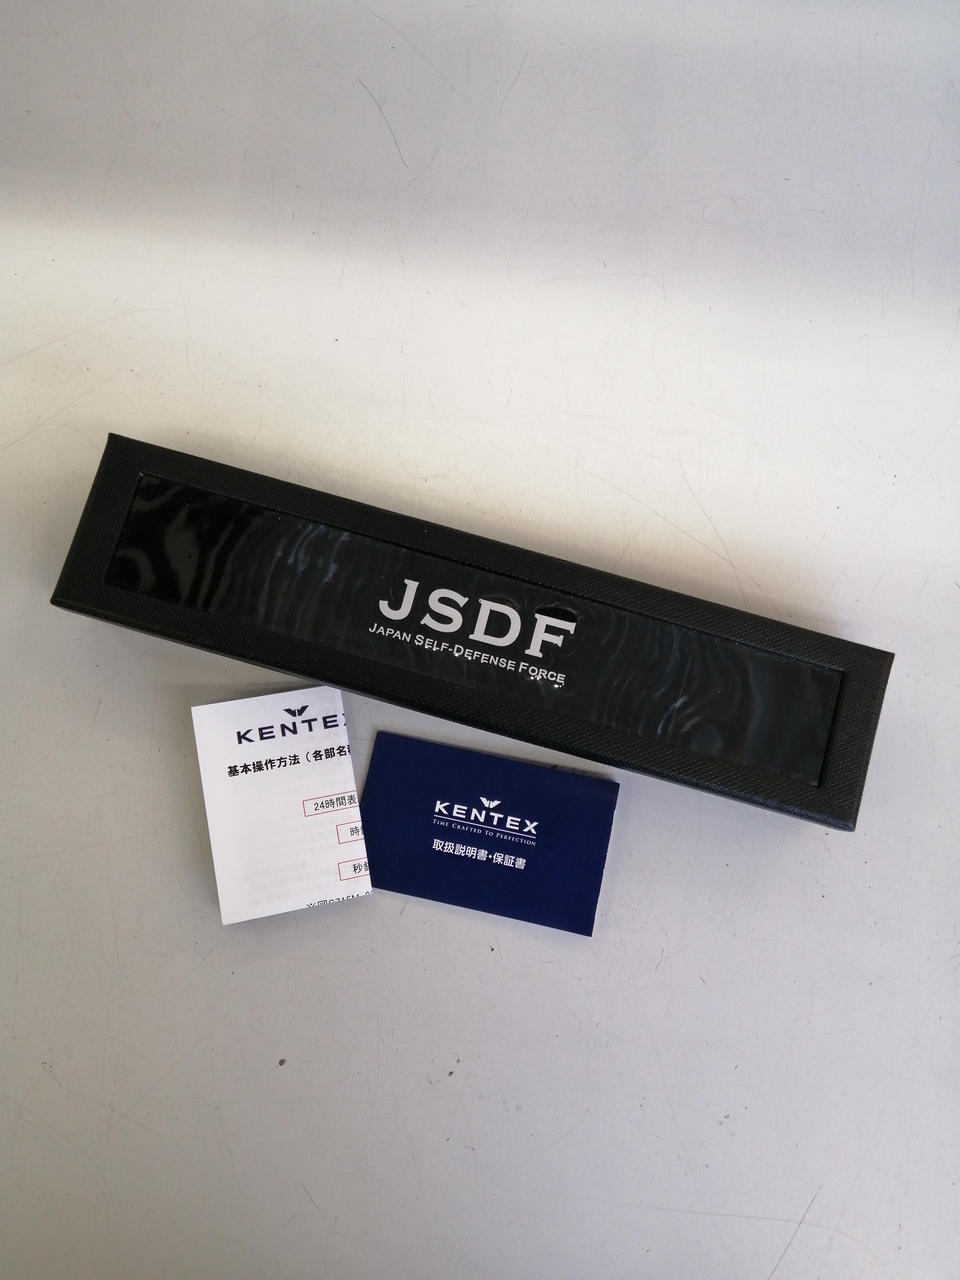 JSDF
JAPAN SELF-DEFENSE FORCE
KENTEX
基本操作方法（各部名
24時間表
時
秒
KENTEX
TIME CRAFTED TO PERFECTION
取扱説明書・保証書